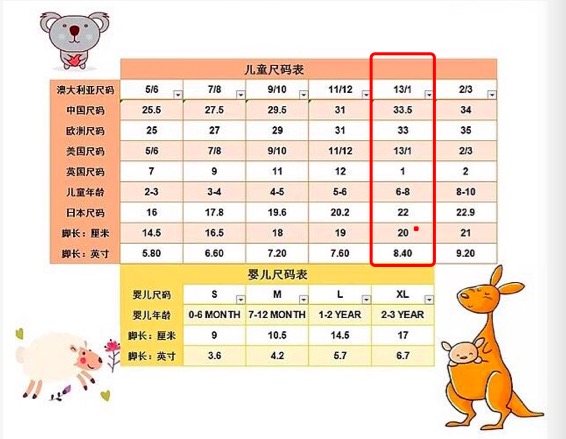 儿童尺码表
澳大利亚尺码 5/6 7/8 9/10 11/12 13/1 2/3
中国尺码 25.5 27.5 29.5 31 33.5 34
欧洲尺码 25 27 29 31 33 35
美国尺码 5/6 7/8 9/10 11/12 13/1 2/3
英国尺码 7 9 11 12 1 2
儿童年龄 2-3 3-4 4-5 5-6 6-8 8-10
日本尺码 16 17.8 19.6 20.2 22 22.9
脚长：厘米 14.5 16.5 18 19 20 21
脚长：英寸 5.80 6.60 7.20 7.60 8.40 9.20
婴儿尺码表
婴儿尺码 S M L XL
婴儿年龄 0-6 MONTH 7-12 MONTH 1-2 YEAR 2-3 YEAR
脚长：厘米 9 10.5 14.5 17
脚长：英寸 3.6 4.2 5.7 6.7